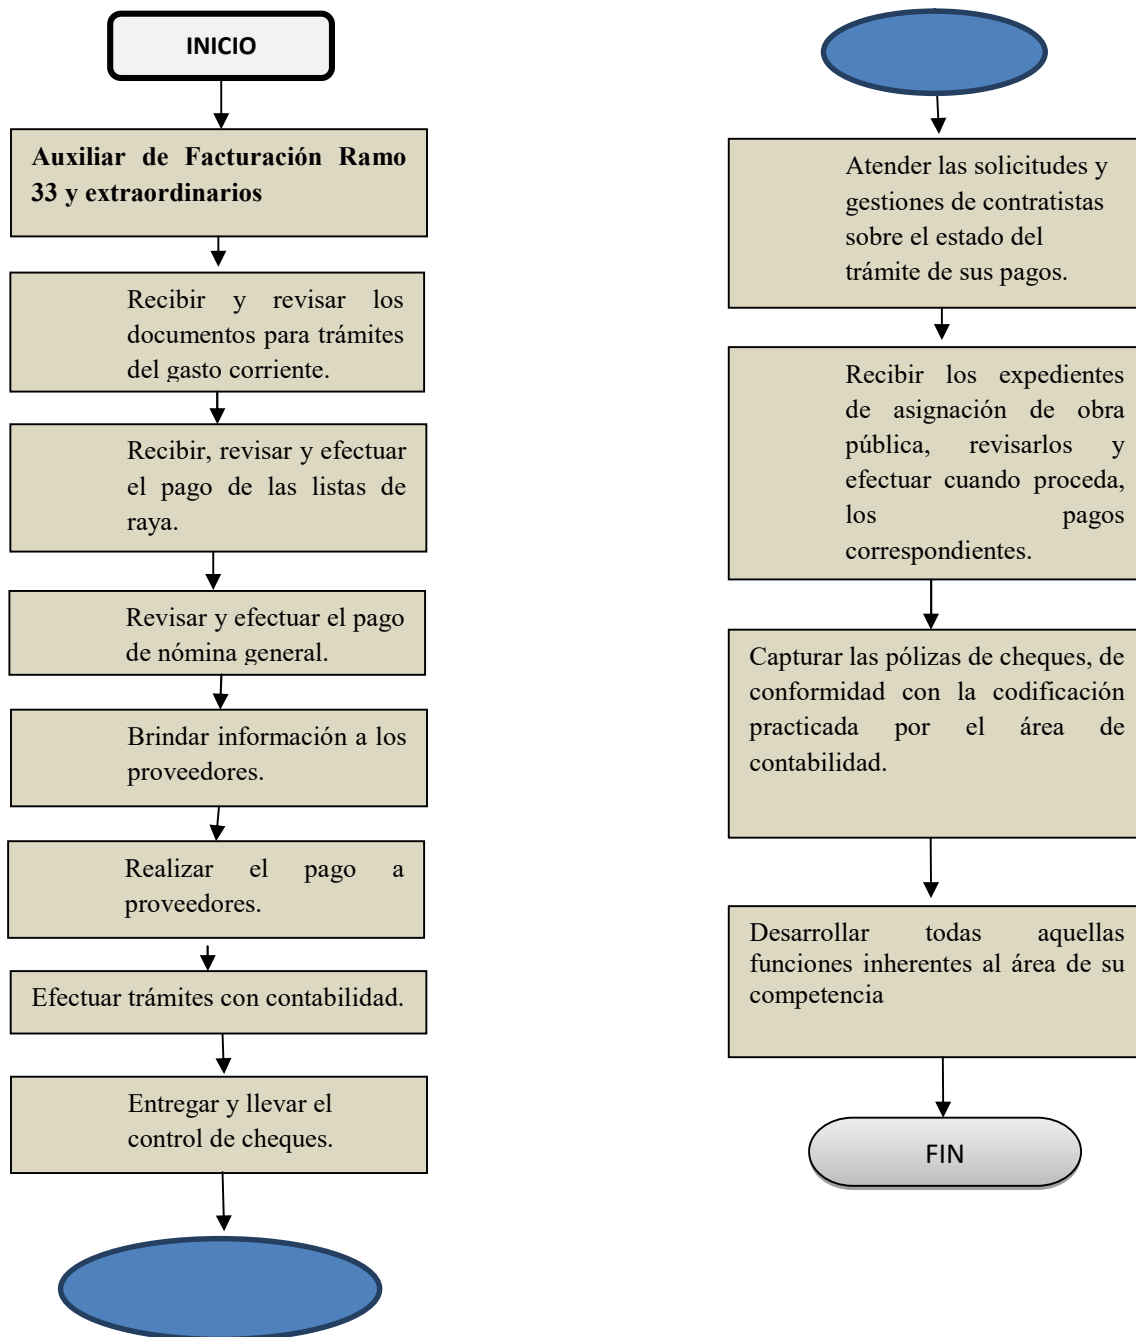 INICIO
Auxiliar de Facturación Ramo
33 y extraordinarios
Recibir y revisar los
documentos para trámites
del gasto corriente.
Recibir, revisar y efectuar
el pago de las listas de
raya.
Revisar y efectuar el pago
de nómina general.
Brindar información a los
proveedores.
Realizar el pago a
proveedores.
Efectuar trámites con contabilidad.
Entregar y llevar el
control de cheques.
Atender las solicitudes y
gestiones de contratistas
sobre el estado del
trámite de sus pagos.
Recibir los expedientes
de asignación de obra
pública, revisarlos y
efectuar cuando proceda,
los pagos
correspondientes.
Capturar las pólizas de cheques, de
conformidad con la codificación
practicada por el área de
contabilidad.
Desarrollar todas aquellas
funciones inherentes al área de su
competencia
FIN